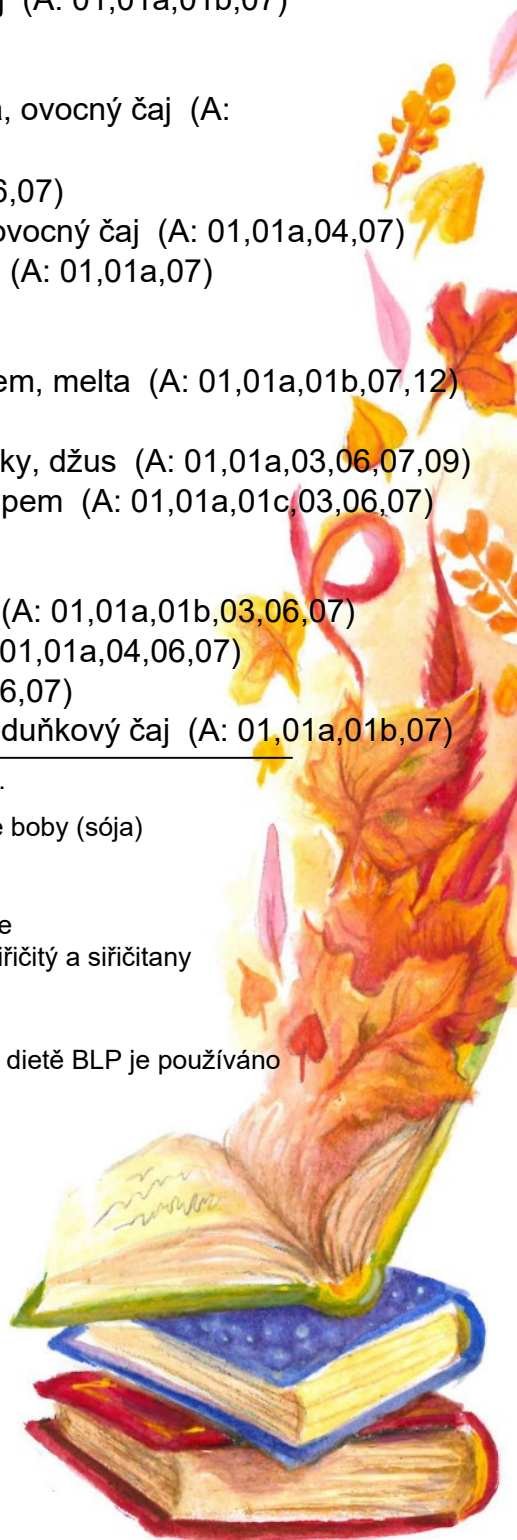 (A: 01,01a,01b,07)
, ovocný čaj (A:
6,07)
ovocný čaj (A: 01,01a,04,07)
(A: 01,01a,07)
em, melta (A: 01,01a,01b,07,12)
ky, džus (A: 01,01a,03,06,07,09)
pem (A: 01,01a,01c,03,06,07)
(A: 01,01a,01b,03,06,07)
01,01a,04,06,07)
6,07)
duňkový čaj (A: 01,01a,01b,07)
.
e boby (sója)
e
iřičitý a siřičitany
dietě BLP je používáno